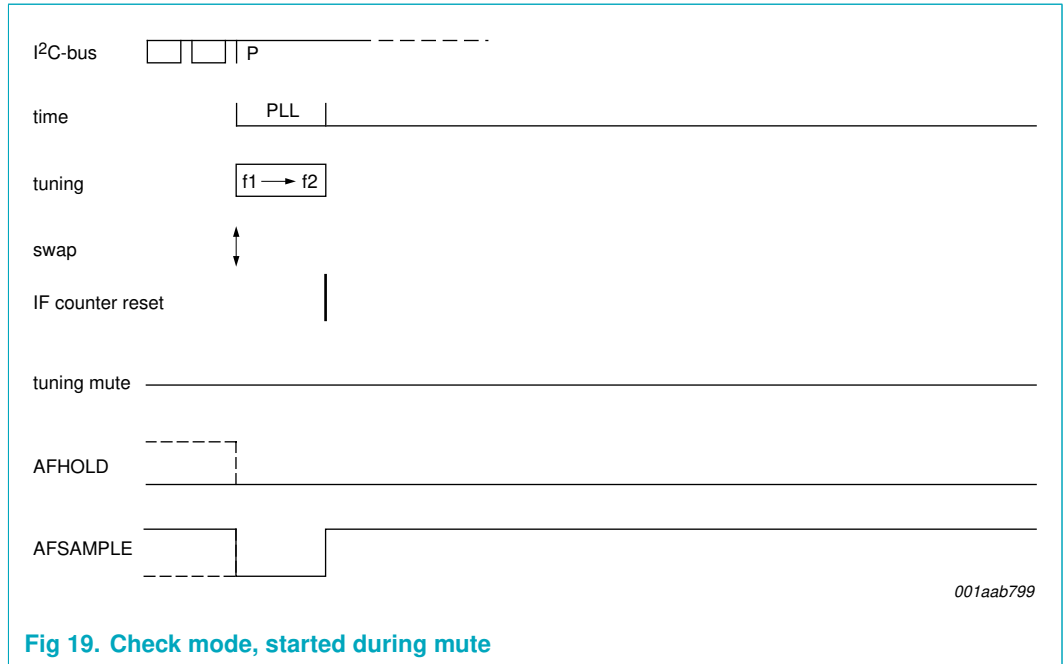 I²C-bus
P
time
PLL
tuning
f1 → f2
swap
IF counter reset
tuning mute
AFHOLD
AFSAMPLE
001aab799
Fig 19. Check mode, started during mute